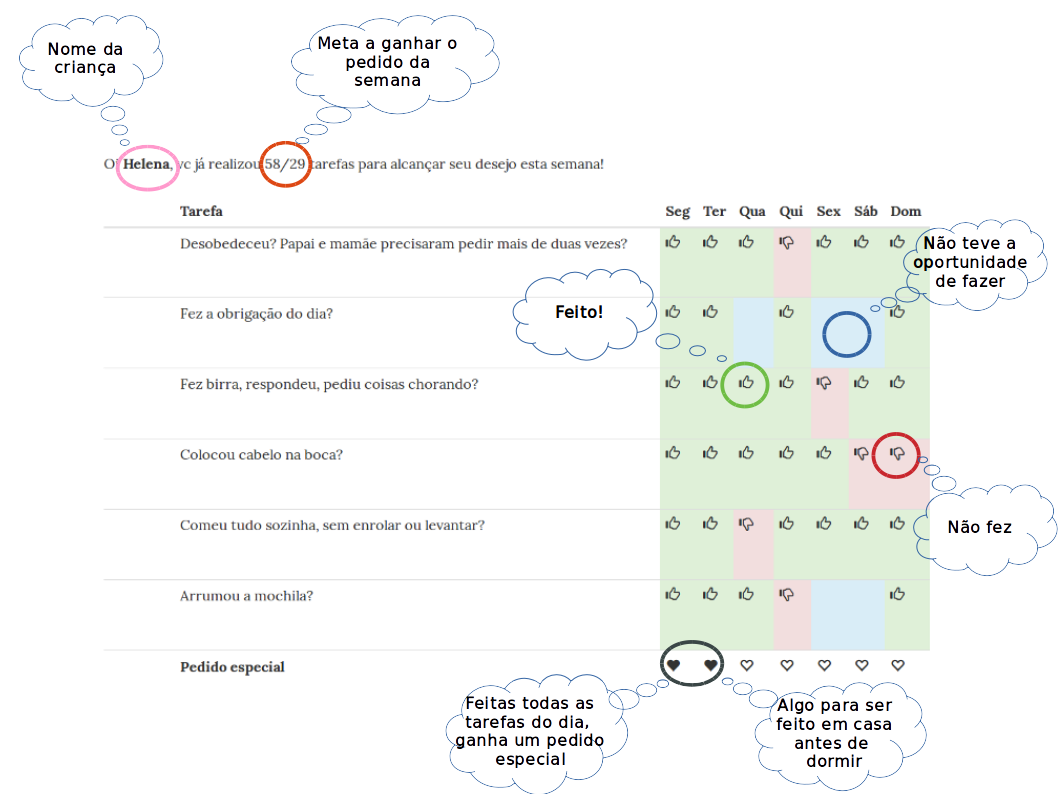 Nome da
criança
Meta a ganhar o
pedido da
semana
Oi Helena, vc já realizou 58/29 tarefas para alcançar seu desejo esta semana!
Tarefa Seg Ter Qua Qui Sex Sáb Dom
Desobedeceu? Papai e mamãe precisaram pedir mais de duas vezes?
Não teve a
oportunidade
de fazer
Feito!
Fez a obrigação do dia?
Fez birra, respondeu, pediu coisas chorando?
Colocou cabelo na boca?
Comeu tudo sozinha, sem enrolar ou levantar?
Não fez
Arrumou a mochila?
Pedido especial
Feitas todas as
tarefas do dia,
ganha um pedido
especial
Algo para ser
feito em casa
antes de
dormir